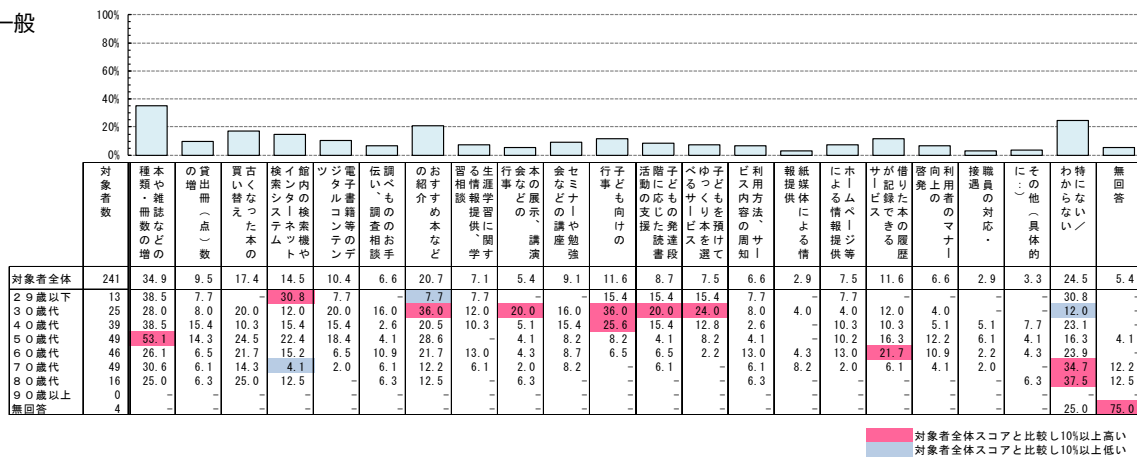 一般
100%
80%
60%
40%
20%
0%
対象者数
本や雑誌などの
種類・冊数の増
貸出冊（点）数
の増
古くなった本の
買い替え
館内の検索機や
インターネット
検索システム
電子書籍等のデ
ジタルコンテン
ツ
調べもののお手
伝い、調査相談
おすすめ本など
の紹介
生涯学習に関す
る情報提供、学
習相談
本の展示、講演
会などの
行事
セミナーや勉強
会などの講座
子ども向けの
行事
子どもの発達段
階に応じた読書
活動の支援
子どもを預けて
ゆっくり本を選
べるサービス
利用方法、サー
ビス内容の周知
紙媒体による情
報提供
ホームページ等
による情報提供
借りた本の履歴
が記録できる
サービス
利用者のマナー
向上の
啓発
職員の対応・
接遇
その他（具体的
に：）
特にない／
わからない
無回答
対象者全体 241 34.9 9.5 17.4 14.5 10.4 6.6 20.7 7.1 5.4 9.1 11.6 8.7 7.5 6.6 2.9 7.5 11.6 6.6 2.9 3.3 24.5 5.4
29歳以下 13 38.5 7.7 - 30.8 7.7 - 7.7 7.7 - - 15.4 15.4 15.4 7.7 - 7.7 - - - - 30.8 -
30歳代 25 28.0 8.0 20.0 12.0 20.0 16.0 36.0 12.0 20.0 16.0 36.0 20.0 24.0 8.0 4.0 4.0 12.0 4.0 - - 12.0 -
40歳代 39 38.5 15.4 10.3 15.4 15.4 2.6 20.5 10.3 5.1 15.4 25.6 15.4 12.8 2.6 - 10.3 10.3 5.1 5.1 7.7 23.1 -
50歳代 49 53.1 14.3 24.5 22.4 18.4 4.1 28.6 - 4.1 8.2 8.2 4.1 8.2 4.1 - 10.2 16.3 12.2 6.1 4.1 16.3 4.1
60歳代 46 26.1 6.5 21.7 15.2 6.5 10.9 21.7 13.0 4.3 8.7 6.5 6.5 2.2 13.0 4.3 13.0 21.7 10.9 2.2 4.3 23.9 -
70歳代 49 30.6 6.1 14.3 4.1 2.0 6.1 12.2 6.1 2.0 8.2 - 6.1 - 6.1 8.2 2.0 6.1 4.1 2.0 - 34.7 12.2
80歳代 16 25.0 6.3 25.0 12.5 - 6.3 12.5 - 6.3 - - - - 6.3 - - - - - 6.3 37.5 12.5
90歳以上 0 - - - - - - - - - - - - - - - - - - - - - -
無回答 4 - - - - - - - - - - - - - - - - - - - - 25.0 75.0
対象者全体スコアと比較し10%以上高い
対象者全体スコアと比較し10%以上低い